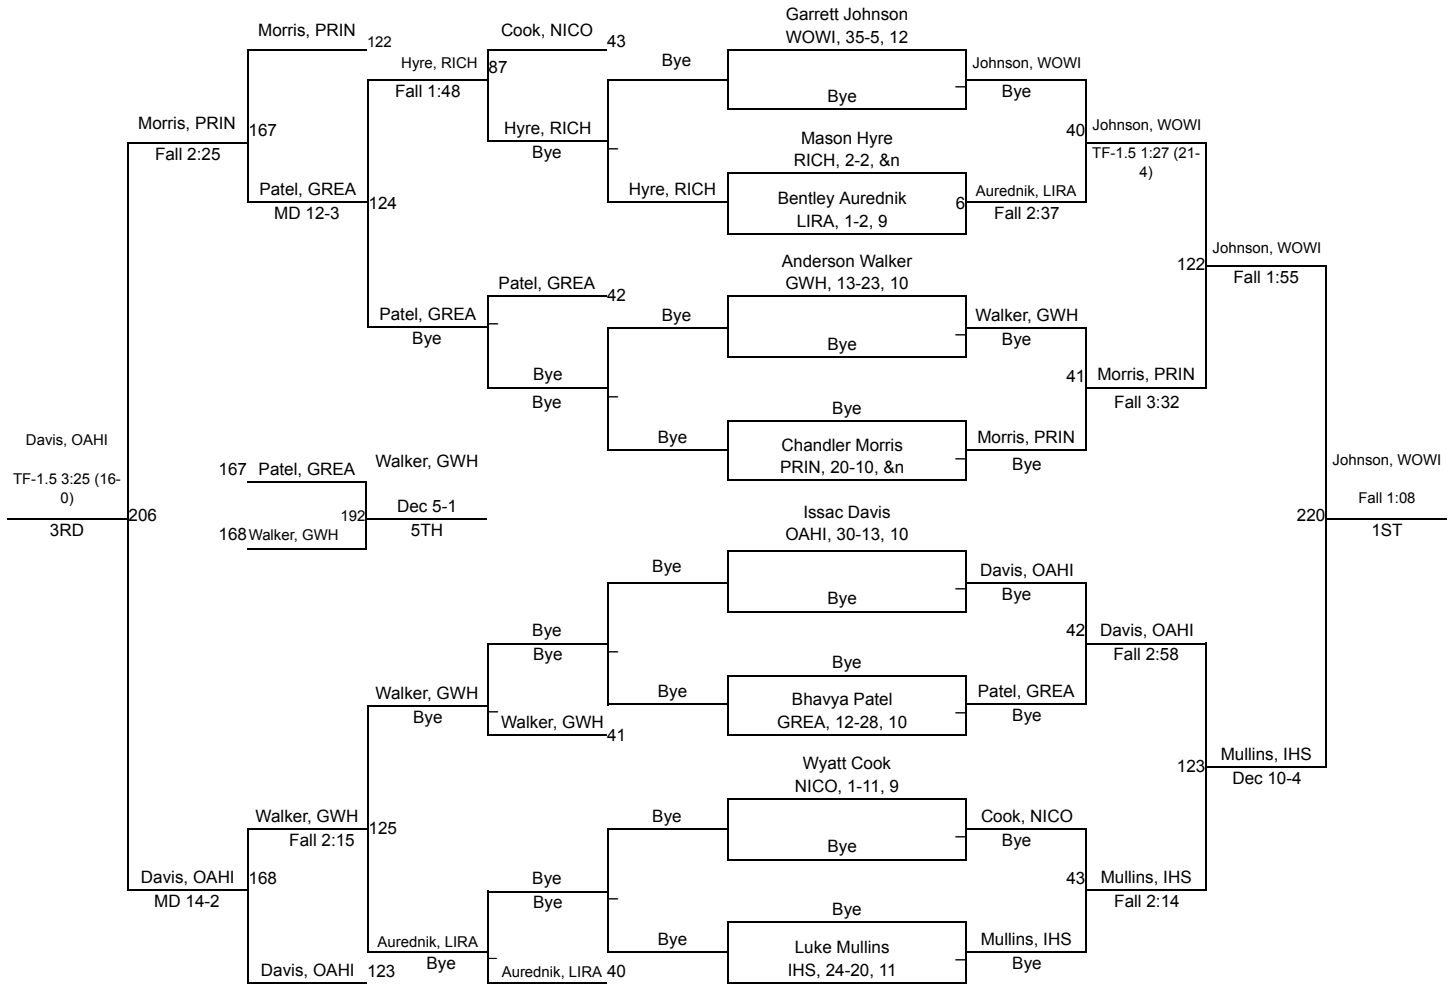 Garrett Johnson
WOWI, 35-5, 12
Morris, PRIN
122
Cook, NICO
43
Hyre, RICH
87
Fall 1:48
Bye
Johnson, WOWI
Bye
Bye
Morris, PRIN
167
Fall 2:25
Hyre, RICH
Bye
Mason Hyre
RICH, 2-2, &n
40
Johnson, WOWI
TF-1.5 1:27 (21-
4)
Patel, GREA
124
MD 12-3
Hyre, RICH
Bentley Aurednik
LIRA, 1-2, 9
6
Aurednik, LIRA
Fall 2:37
Anderson Walker
GWH, 13-23, 10
122
Johnson, WOWI
Fall 1:55
Patel, GREA
42
Patel, GREA
Bye
Bye
Bye
Walker, GWH
Bye
Bye
Bye
41
Morris, PRIN
Fall 3:32
Bye
Bye
Chandler Morris
PRIN, 20-10, &n
Morris, PRIN
Bye
Davis, OAHI
TF-1.5 3:25 (16-
0)
206
3RD
167
Patel, GREA
Walker, GWH
192
Dec 5-1
5TH
168
Walker, GWH
Johnson, WOWI
Fall 1:08
220
1ST
Issac Davis
OAHI, 30-13, 10
Bye
Bye
Davis, OAHI
Bye
Bye
Bye
42
Davis, OAHI
Fall 2:58
Bye
Walker, GWH
Bye
Bye
Bhavya Patel
GREA, 12-28, 10
Patel, GREA
Bye
Walker, GWH
41
Wyatt Cook
NICO, 1-11, 9
123
Mullins, IHS
Dec 10-4
Walker, GWH
125
Fall 2:15
Bye
Bye
Cook, NICO
Bye
Davis, OAHI
168
MD 14-2
Bye
Bye
43
Mullins, IHS
Fall 2:14
Bye
Aurednik, LIRA
Bye
Bye
Luke Mullins
IHS, 24-20, 11
Mullins, IHS
Bye
Davis, OAHI
123
Aurednik, LIRA
40